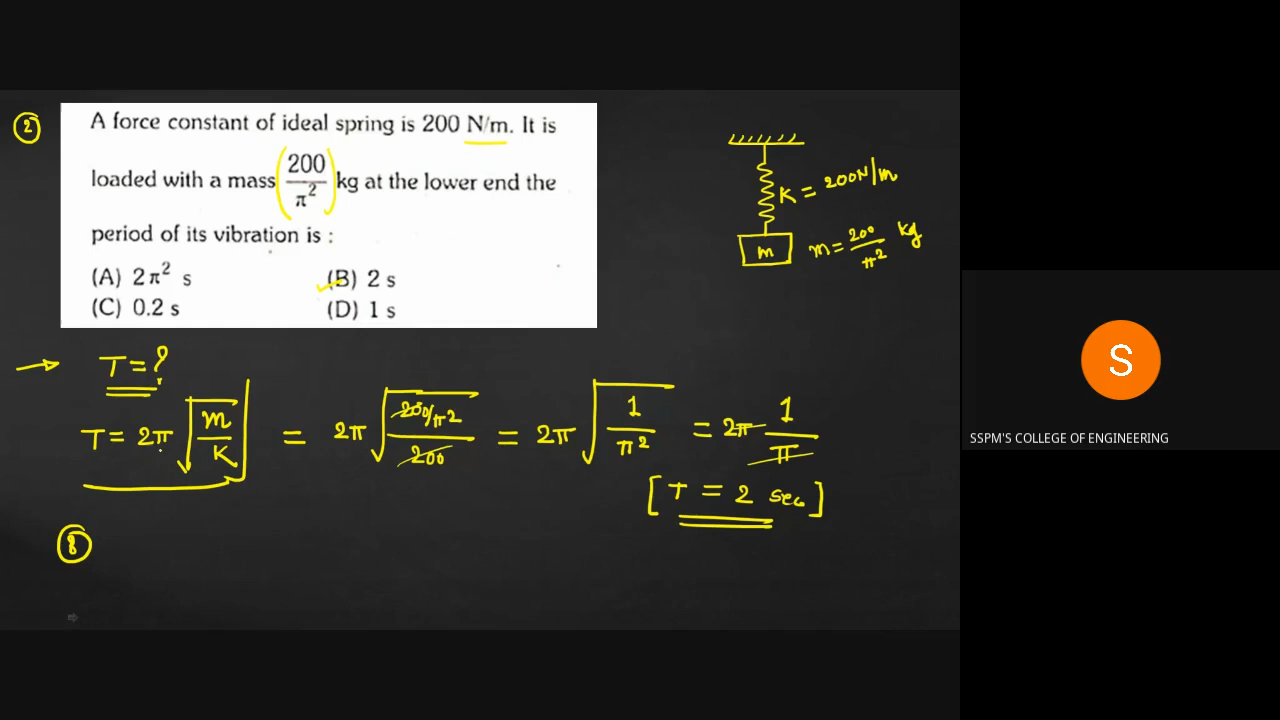 ②
A force constant of ideal spring is 200 N/m. It is
loaded with a mass (200/π²) kg at the lower end the
period of its vibration is :
(A) 2π² s
(B) 2 s
(C) 0.2 s
(D) 1 s
K = 200N/m
m
m = 200/π² kg
→ T = ?
T = 2π√(m/K) = 2π√((200/π²)/200) = 2π√(1/π²) = 2π 1/π
[T = 2 sec]
⑧
S
SSPM'S COLLEGE OF ENGINEERING